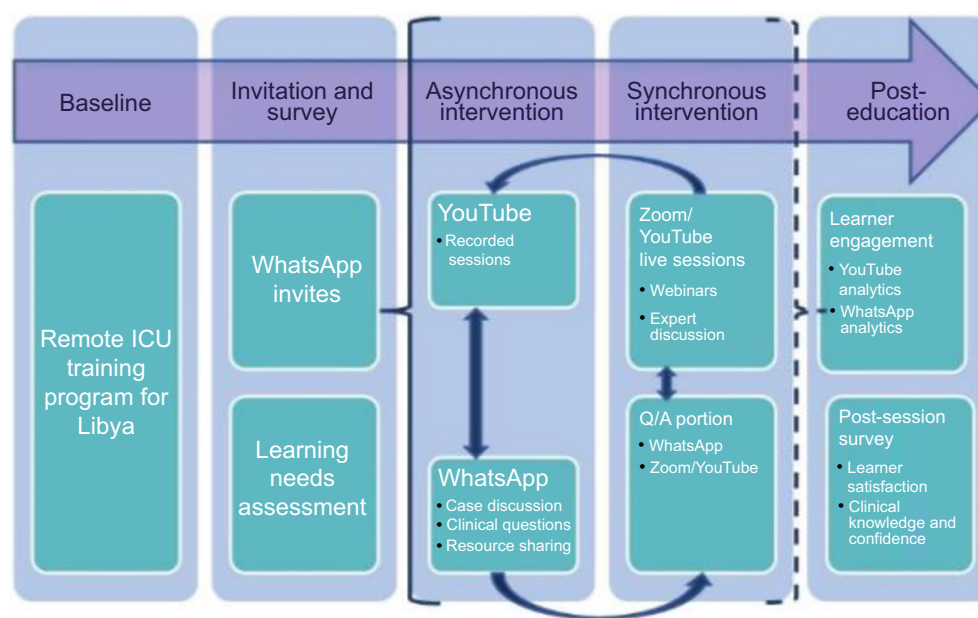 Baseline
Invitation and
survey
Asynchronous
intervention
Synchronous
intervention
Post-
education
Remote ICU
training
program for
Libya
WhatsApp
invites
Learning
needs
assessment
YouTube
• Recorded
sessions
WhatsApp
• Case discussion
• Clinical questions
• Resource sharing
Zoom/
YouTube
live sessions
• Webinars
• Expert
discussion
Q/A portion
• WhatsApp
• Zoom/YouTube
Learner
engagement
• YouTube
analytics
• WhatsApp
analytics
Post-session
survey
• Learner
satisfaction
• Clinical
knowledge and
confidence